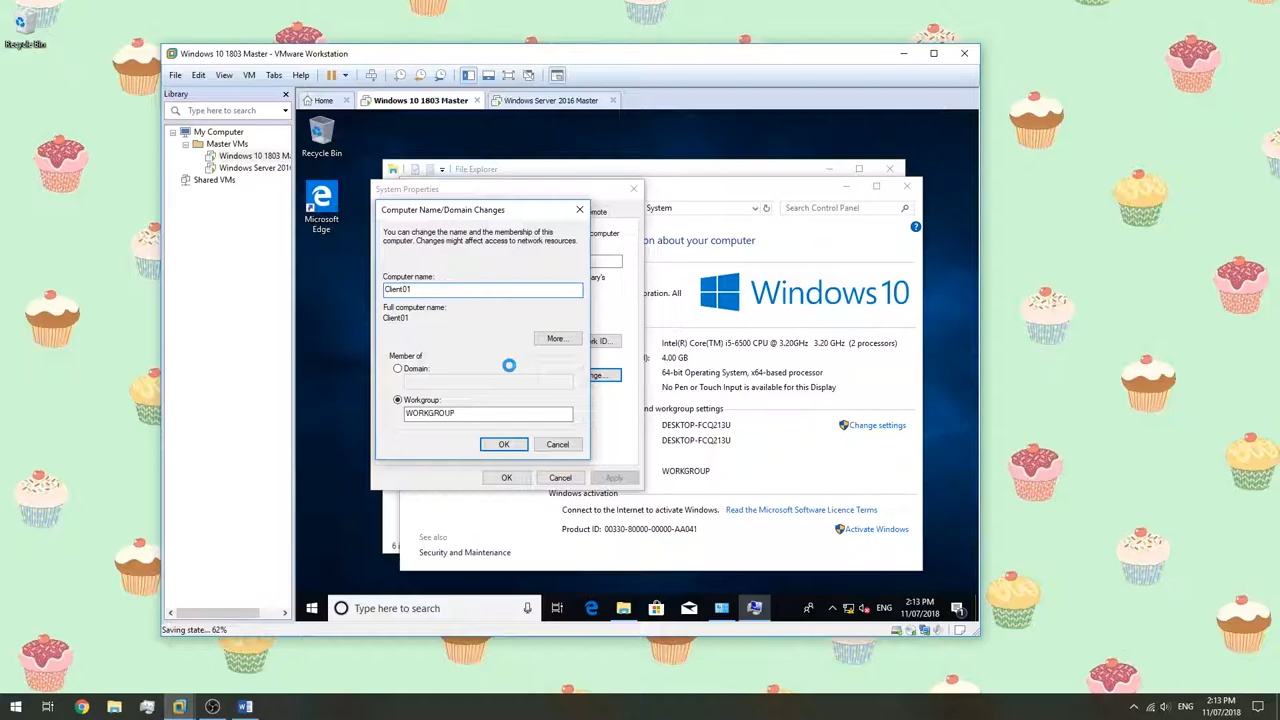 Recycle Bin
Windows 10 1803 Master - VMware Workstation
File Edit View VM Tabs Help
Library
Type here to search
Home
Windows 10 1803 Master
Windows Server 2016 Master
My Computer
Master VMs
Windows 10 1803 Ma
Windows Server 201
Shared VMs
Recycle Bin
Microsoft
Edge
File Explorer
System Properties
Computer Name/Domain Changes
You can change the name and the membership of this
computer. Changes might affect access to network resources.
Computer name:
Client01
Full computer name:
Client01
More...
Member of
Domain:
Workgroup:
WORKGROUP
OK Cancel
OK Cancel Apply
System
Search Control Panel
on about your computer
Windows 10
Intel(R) Core(TM) i5-6500 CPU @ 3.20GHz 3.20 GHz (2 processors)
4.00 GB
64-bit Operating System, x64-based processor
No Pen or Touch Input is available for this Display
nd workgroup settings
DESKTOP-FCQ213U
Change settings
DESKTOP-FCQ213U
WORKGROUP
Windows activation
Connect to the Internet to activate Windows. Read the Microsoft Software Licence Terms
Product ID: 00330-80000-00000-AA041
Activate Windows
See also
Security and Maintenance
Type here to search
ENG
2:13 PM
11/07/2018
Saving state... 62%
ENG
2:13 PM
11/07/2018